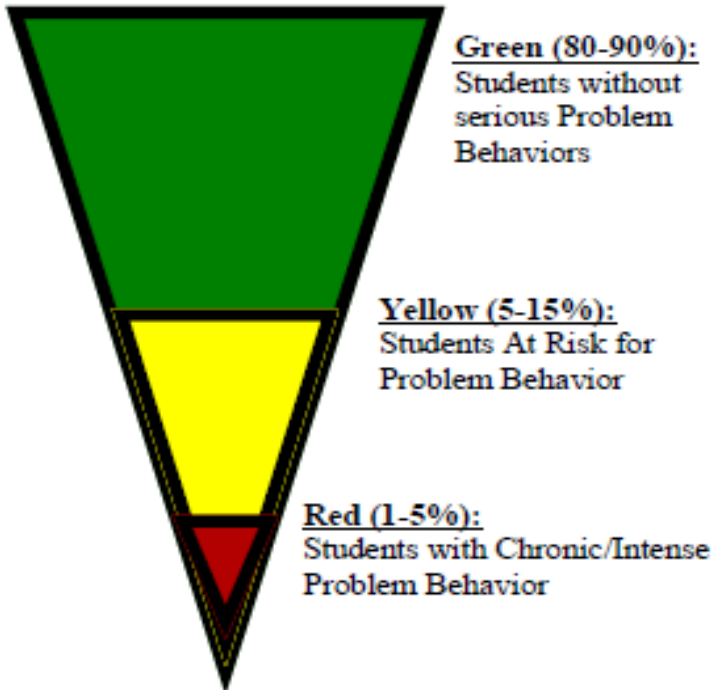 Green (80-90%):
Students without
serious Problem
Behaviors
Yellow (5-15%):
Students At Risk for
Problem Behavior
Red (1-5%):
Students with Chronic/Intense
Problem Behavior